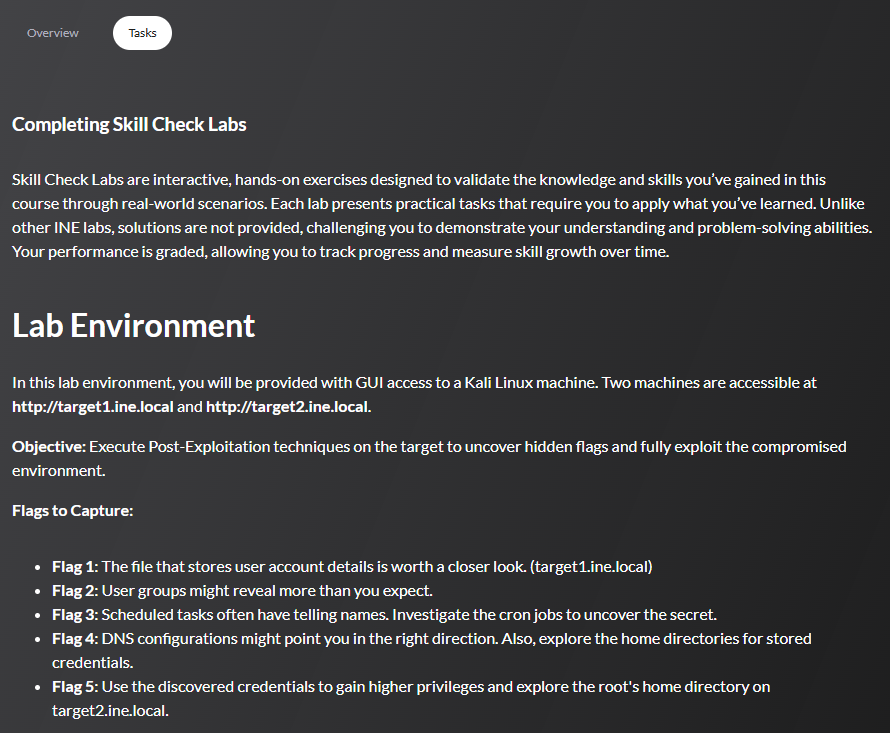 Overview
Tasks
Completing Skill Check Labs
Skill Check Labs are interactive, hands-on exercises designed to validate the knowledge and skills you’ve gained in this
course through real-world scenarios. Each lab presents practical tasks that require you to apply what you’ve learned. Unlike
other INE labs, solutions are not provided, challenging you to demonstrate your understanding and problem-solving abilities.
Your performance is graded, allowing you to track progress and measure skill growth over time.
Lab Environment
In this lab environment, you will be provided with GUI access to a Kali Linux machine. Two machines are accessible at
http://target1.ine.local and http://target2.ine.local.
Objective: Execute Post-Exploitation techniques on the target to uncover hidden flags and fully exploit the compromised
environment.
Flags to Capture:
• Flag 1: The file that stores user account details is worth a closer look. (target1.ine.local)
• Flag 2: User groups might reveal more than you expect.
• Flag 3: Scheduled tasks often have telling names. Investigate the cron jobs to uncover the secret.
• Flag 4: DNS configurations might point you in the right direction. Also, explore the home directories for stored
credentials.
• Flag 5: Use the discovered credentials to gain higher privileges and explore the root's home directory on
target2.ine.local.